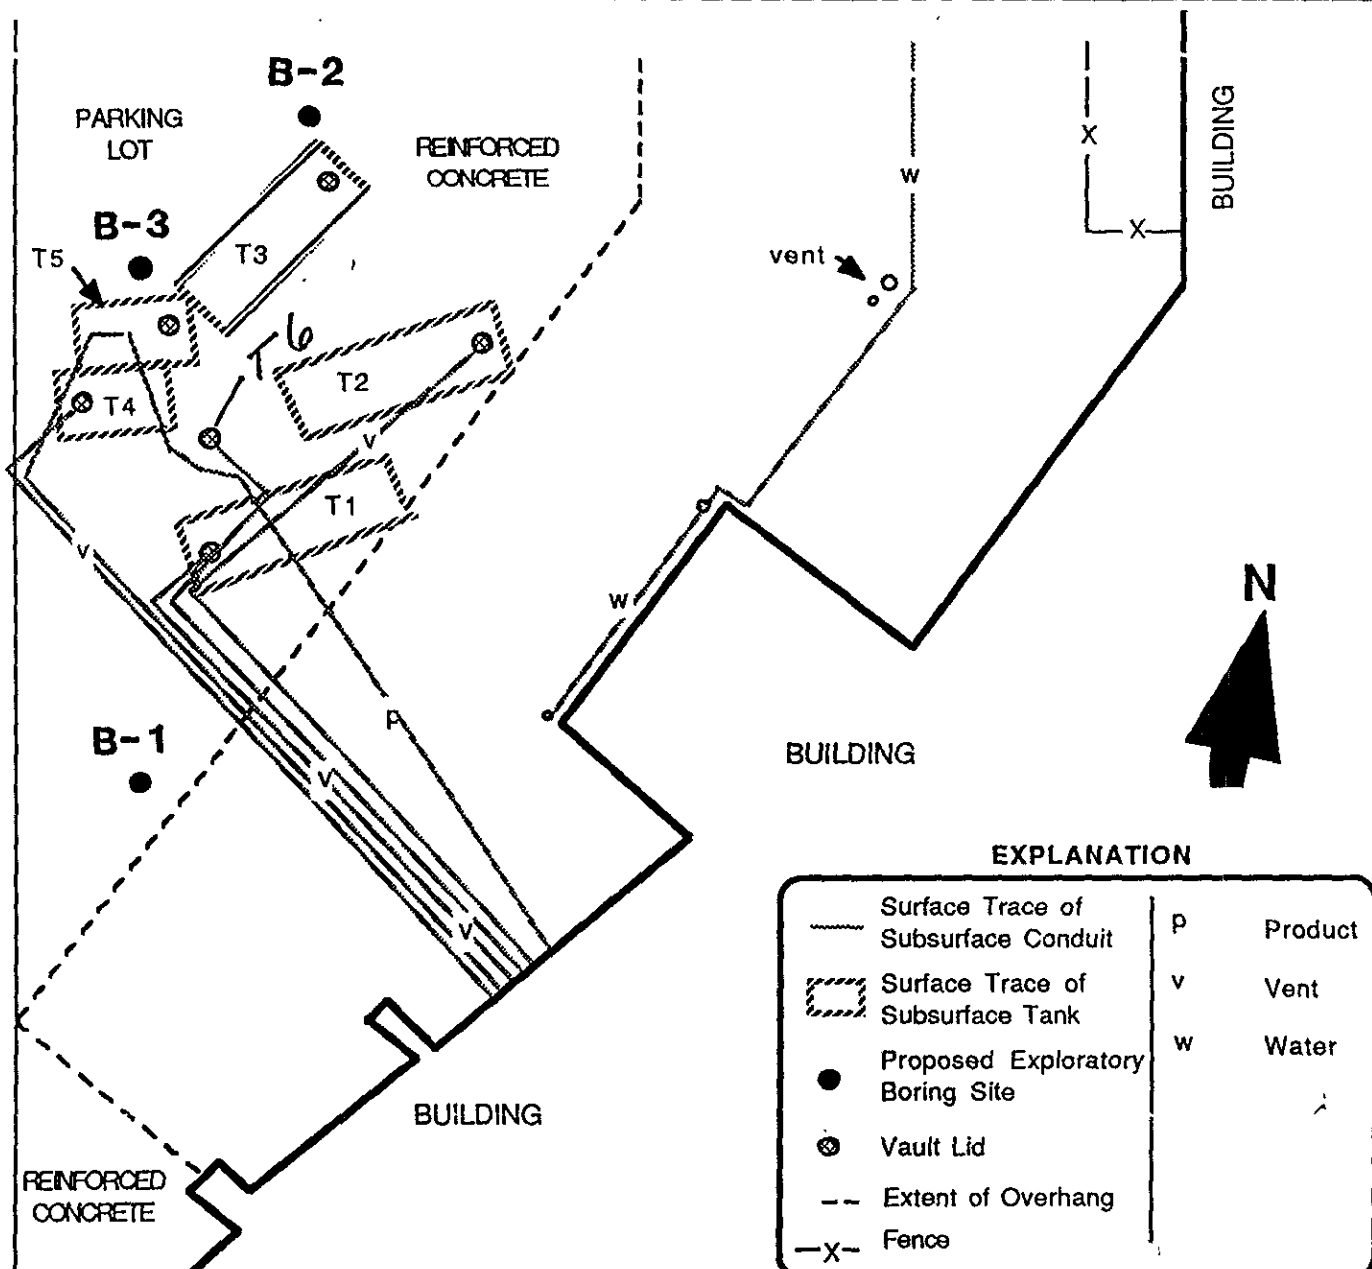 B-2
PARKING
LOT
REINFORCED
CONCRETE
BUILDING
X
w
B-3
T5
T3
X
vent
T6
T2
T4
v
T1
v
N
w
p
B-1
BUILDING
v
EXPLANATION
Surface Trace of
Subsurface Conduit
p Product
Surface Trace of
Subsurface Tank
v Vent
Proposed Exploratory
Boring Site
w Water
Vault Lid
Extent of Overhang
X Fence
v
BUILDING
REINFORCED
CONCRETE